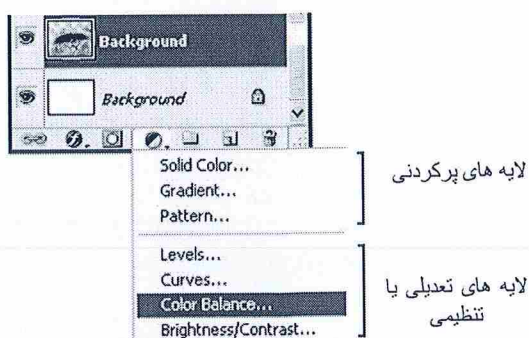 Background
Background
Solid Color...
Gradient...
Pattern...
لایه های پرکردنی
Levels...
Curves...
Color Balance...
Brightness/Contrast...
لایه های تعدیلی یا
تنظیمی